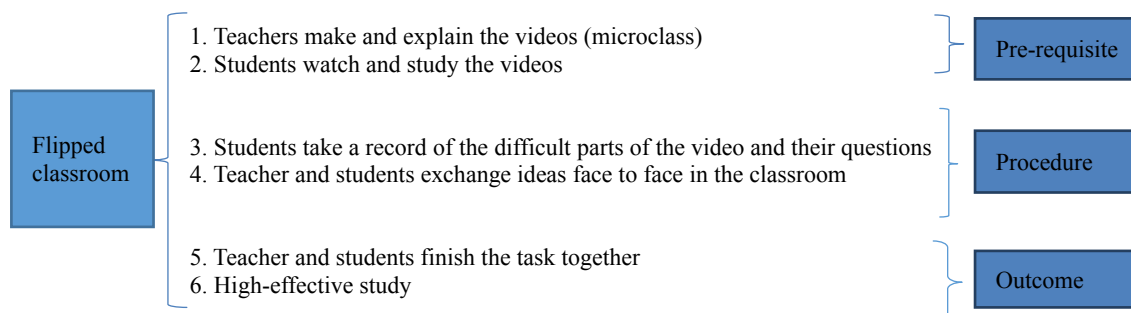 1. Teachers make and explain the videos (microclass)
2. Students watch and study the videos
Pre-requisite
Flipped
classroom
3. Students take a record of the difficult parts of the video and their questions
4. Teacher and students exchange ideas face to face in the classroom
Procedure
5. Teacher and students finish the task together
6. High-effective study
Outcome